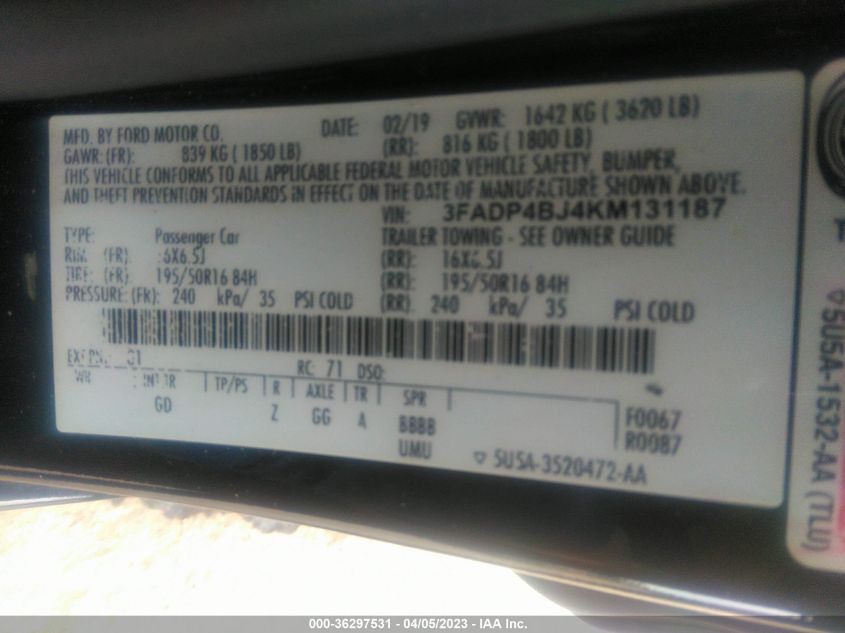 MFD. BY FORD MOTOR CO. DATE: 02/19 GVWR: 1642 KG ( 3620 LB)
GAWR: (FR): 839 KG ( 1850 LB) (RR): 816 KG ( 1800 LB)
THIS VEHICLE CONFORMS TO ALL APPLICABLE FEDERAL MOTOR VEHICLE SAFETY, BUMPER,
AND THEFT PREVENTION STANDARDS IN EFFECT ON THE DATE OF MANUFACTURE SHOWN ABOVE.
VIN: 3FADP4BJ4KM131187
TYPE: Passenger Car TRAILER TOWING - SEE OWNER GUIDE
RIM (FR): 6X6.5J (RR): 16X6.5J
TIRE: (FR): 195/50R16 84H (RR): 195/50R16 84H
PRESSURE: (FR): 240 kPa/ 35 PSI COLD (RR): 240 kPa/ 35 PSI COLD
RC: 71 DSO:
WB INT TR TP/PS R AXLE TR SPR
GD Z GG A BBBB F0067
UMU R0087
5U5A-3520472-AA
5U5A-1532-AA (TLU)
000-36297531 - 04/05/2023 - IAA Inc.